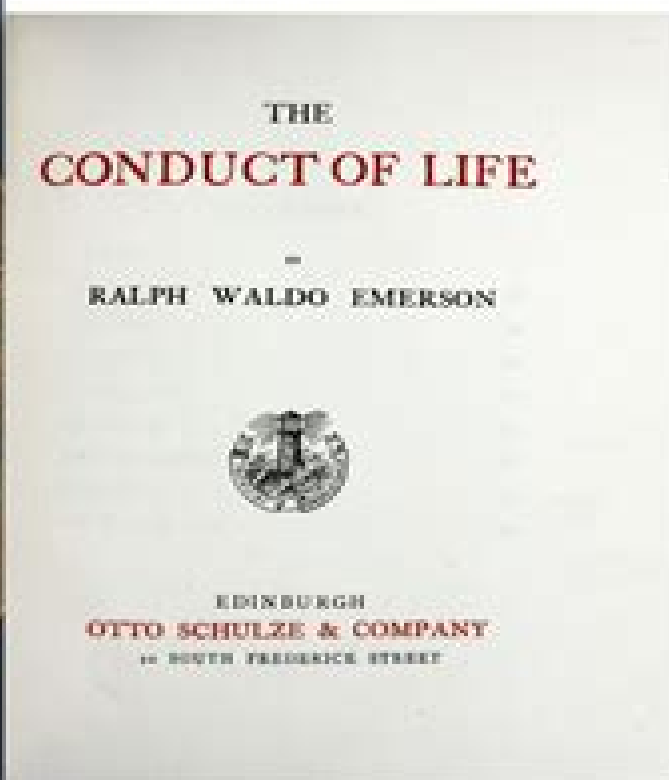 THE
CONDUCT OF LIFE
RALPH WALDO EMERSON
EDINBURGH
OTTO SCHULZE & COMPANY
SOUTH FREDERICK STREET